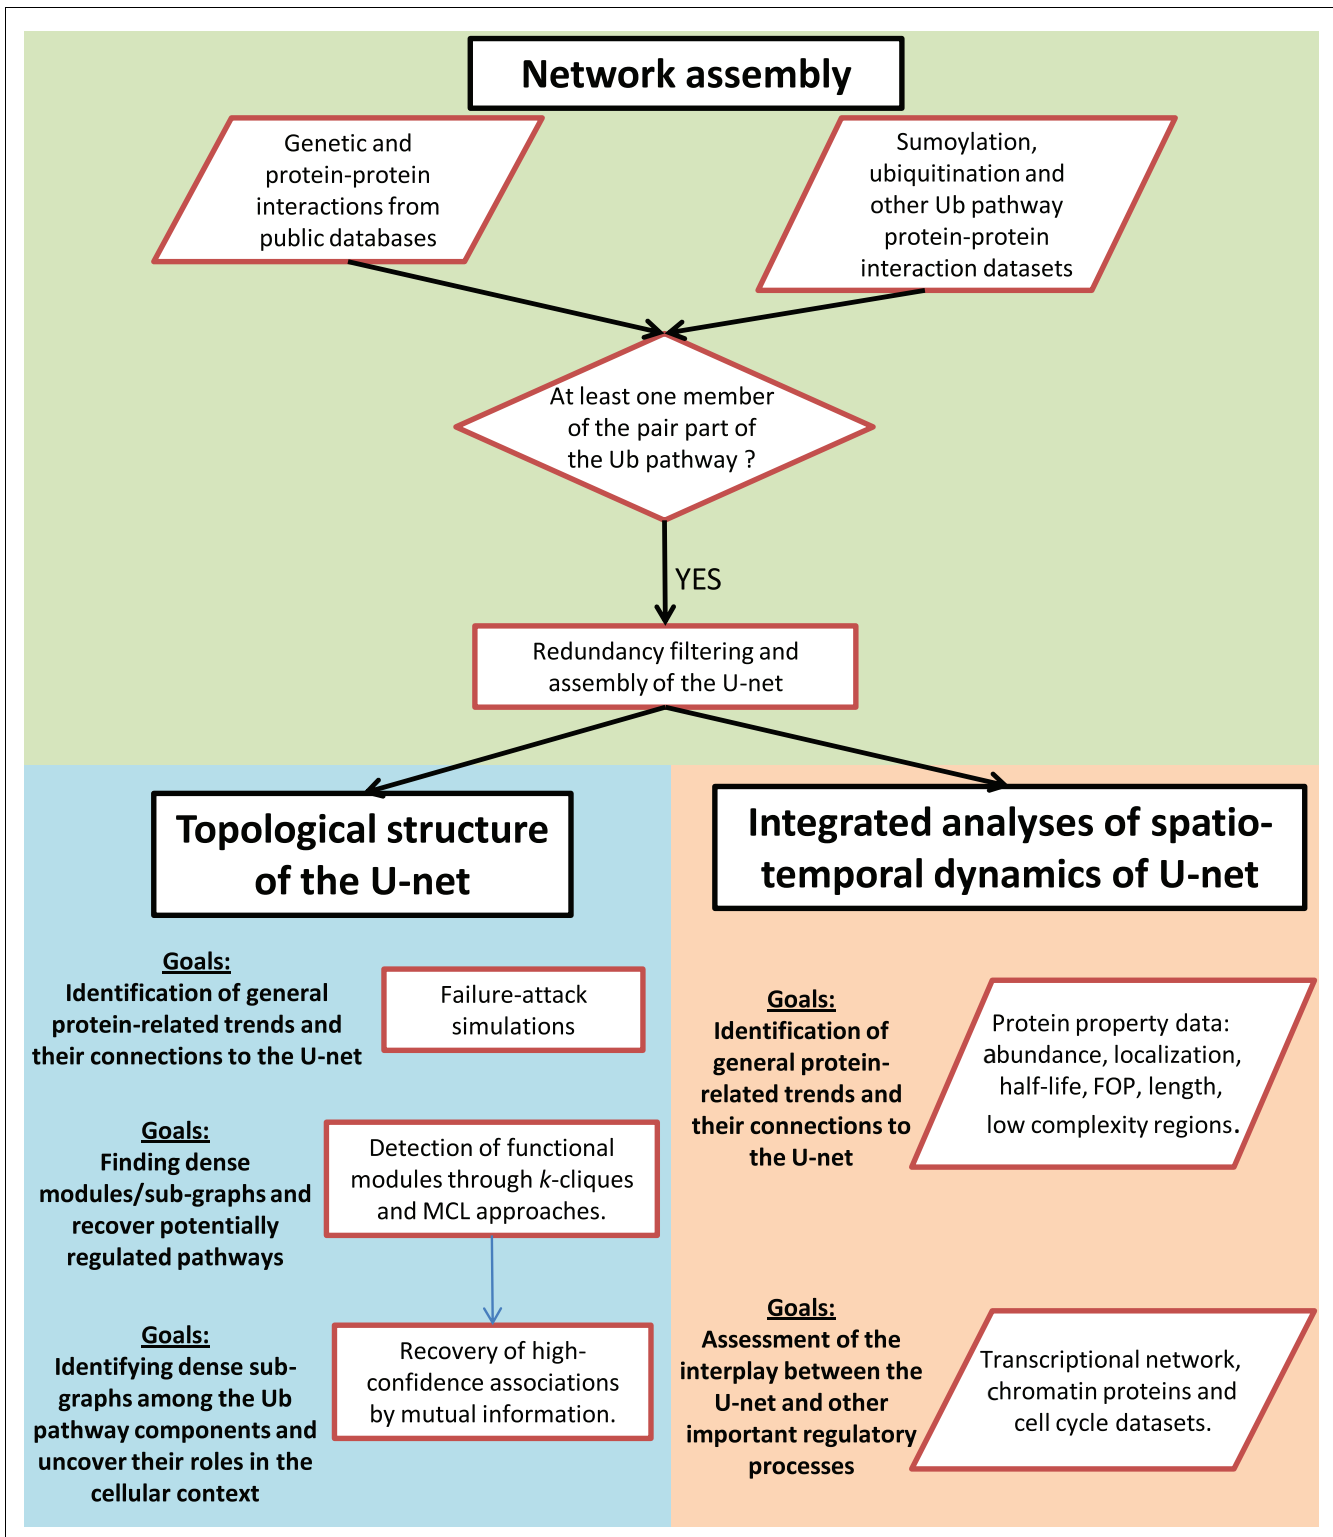 Network assembly
Genetic and
protein-protein
interactions from
public databases
Sumoylation,
ubiquitination and
other Ub pathway
protein-protein
interaction datasets
At least one member
of the pair part of
the Ub pathway ?
YES
Redundancy filtering and
assembly of the U-net
Topological structure
of the U-net
Goals:
Identification of general
protein-related trends and
their connections to the U-net
Failure-attack
simulations
Goals:
Finding dense
modules/sub-graphs and
recover potentially
regulated pathways
Detection of functional
modules through k-cliques
and MCL approaches.
Goals:
Identifying dense sub-
graphs among the Ub
pathway components and
uncover their roles in the
cellular context
Recovery of high-
confidence associations
by mutual information.
Integrated analyses of spatio-
temporal dynamics of U-net
Goals:
Identification of
general protein-
related trends and
their connections to
the U-net
Protein property data:
abundance, localization,
half-life, FOP, length,
low complexity regions.
Goals:
Assessment of the
interplay between the
U-net and other
important regulatory
processes
Transcriptional network,
chromatin proteins and
cell cycle datasets.